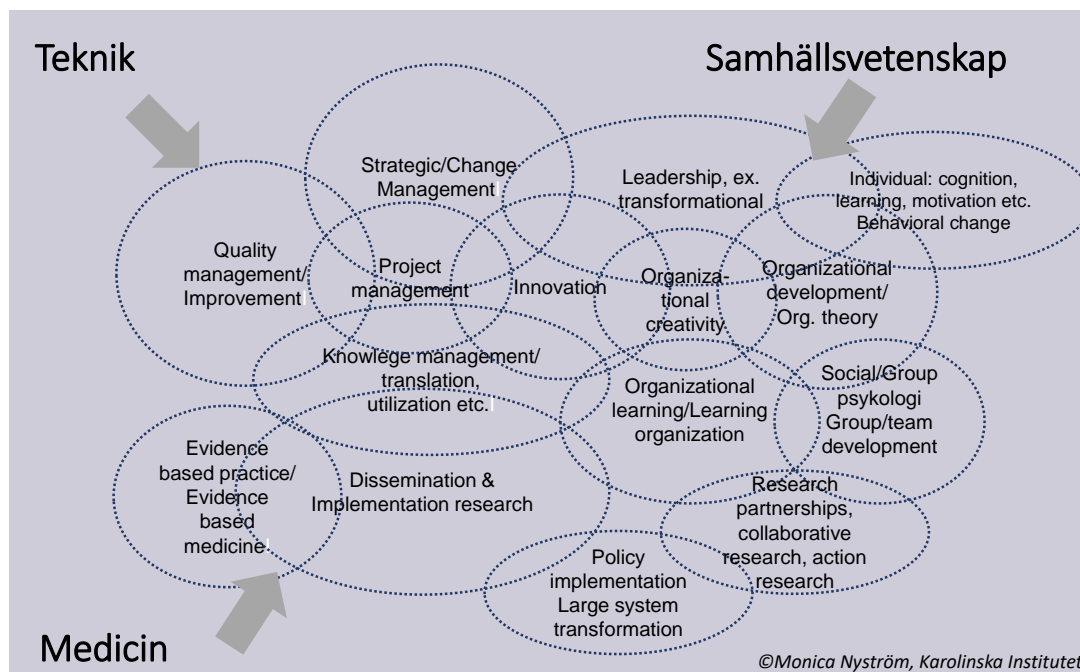 Teknik
Samhällsvetenskap
Strategic/Change
Management
Leadership, ex.
transformational
Individual: cognition,
learning, motivation etc.
Behavioral change
Quality
management/
Improvement
Project
management
Innovation
Organiza-
tional
creativity
Organizational
development/
Org. theory
Knowlege management/
translation,
utilization etc.
Organizational
learning/Learning
organization
Social/Group
psykologi
Group/team
development
Evidence
based practice/
Evidence
based
medicine
Dissemination &
Implementation research
Research
partnerships,
collaborative
research, action
research
Policy
implementation
Large system
transformation
Medicin
©Monica Nyström, Karolinska Institutet